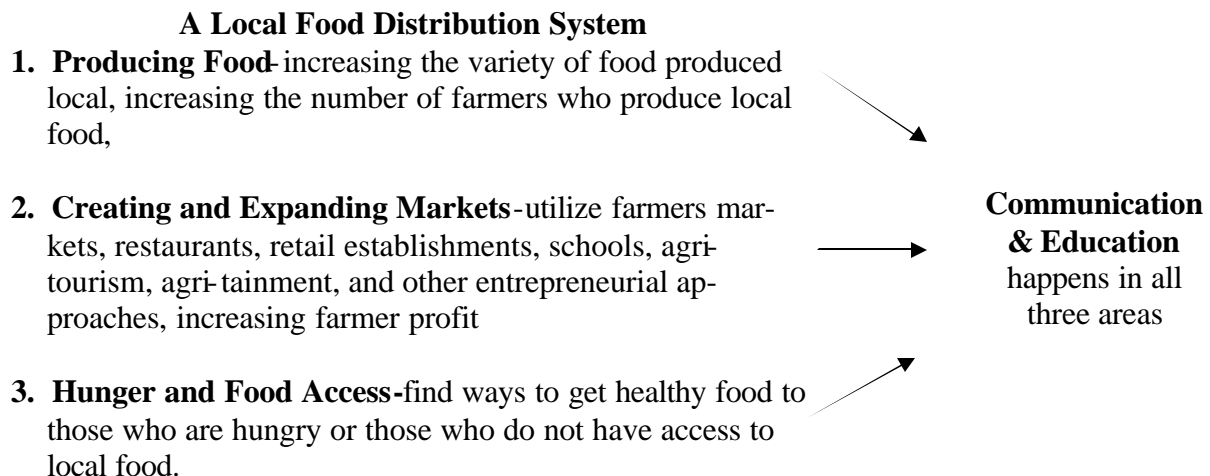 A Local Food Distribution System
1. Producing Food-increasing the variety of food produced
local, increasing the number of farmers who produce local
food,
2. Creating and Expanding Markets-utilize farmers mar-
kets, restaurants, retail establishments, schools, agri-
tourism, agri-tainment, and other entrepreneurial ap-
proaches, increasing farmer profit
3. Hunger and Food Access-find ways to get healthy food to
those who are hungry or those who do not have access to
local food.
Communication
& Education
happens in all
three areas